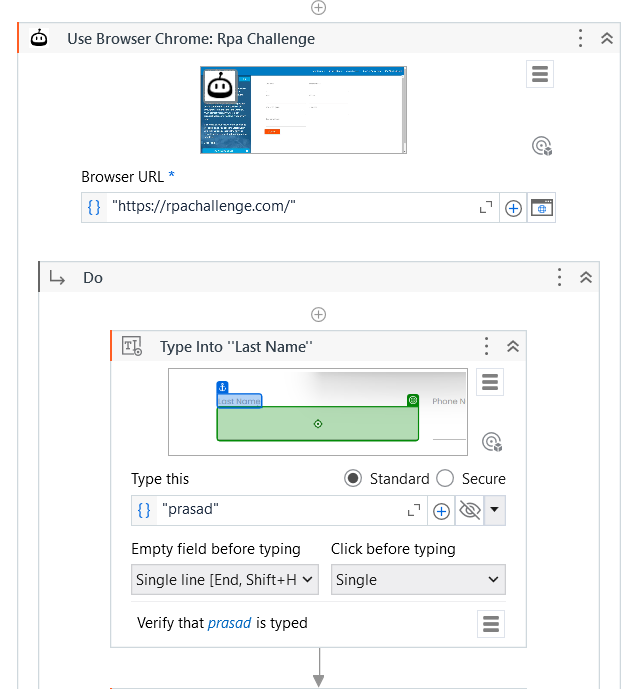 Use Browser Chrome: Rpa Challenge
Browser URL *
{} "https://rpachallenge.com/"
Do
Type Into ''Last Name''
Last Name
Phone N
Type this
Standard
Secure
{} "prasad"
Empty field before typing
Click before typing
Single line [End, Shift+H
Single
Verify that prasad is typed